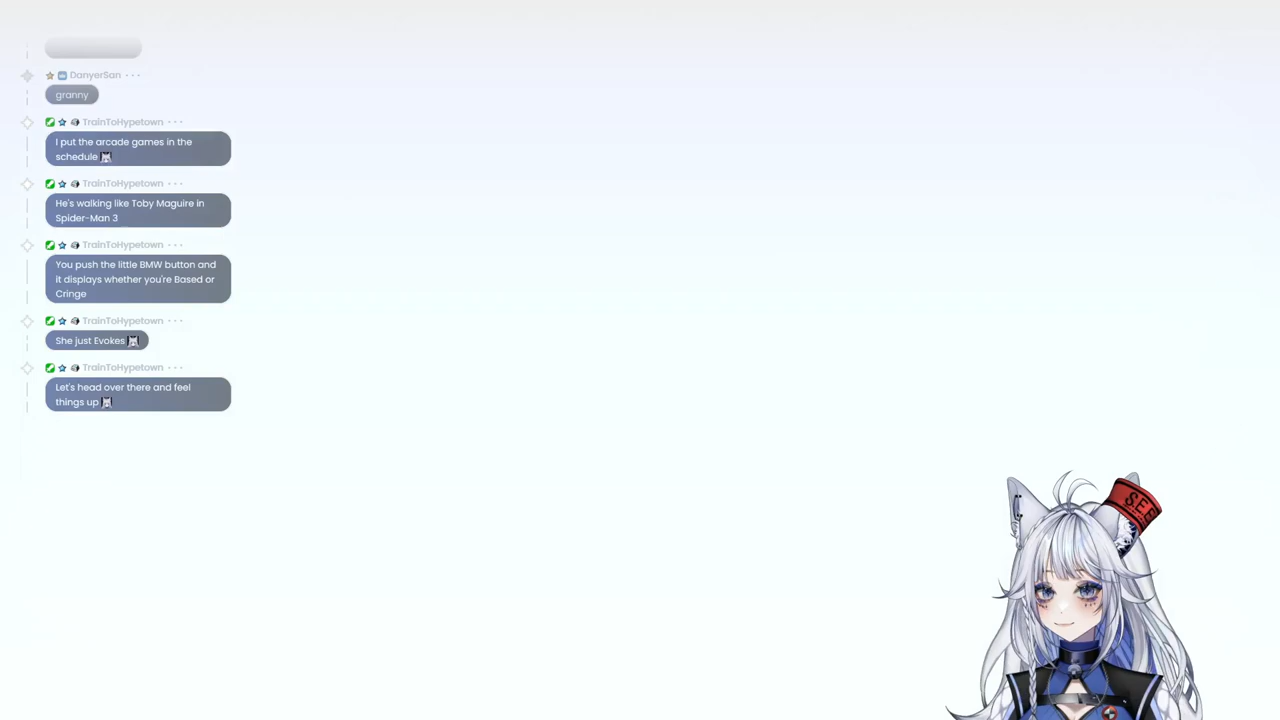 DanyerSan
granny
TrainToHypetown
I put the arcade games in the
schedule
TrainToHypetown
He's walking like Toby Maguire in
Spider-Man 3
TrainToHypetown
You push the little BMW button and
it displays whether you're Based or
Cringe
TrainToHypetown
She just Evokes
TrainToHypetown
Let's head over there and feel
things up
S.E.E